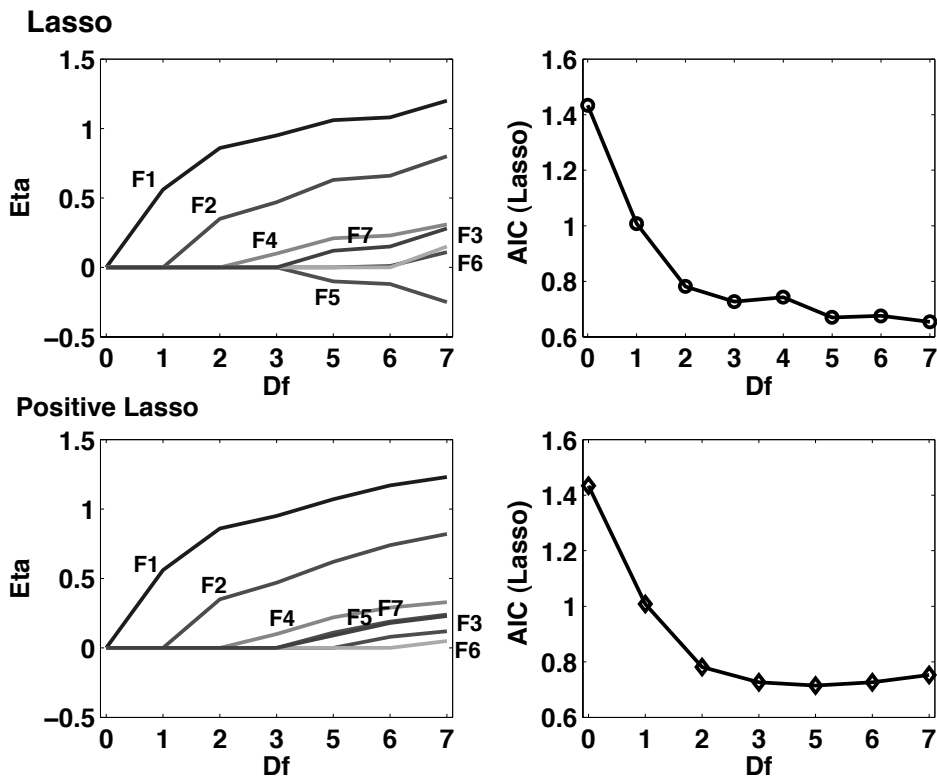 Lasso
1.5
1
0.5
0
−0.5
Eta
F1
F2
F4
F7
F3
F6
F5
0 1 2 3 5 6 7
Df
1.6
1.4
1.2
1
0.8
0.6
AIC (Lasso)
0 1 2 3 4 5 6 7
Df
Positive Lasso
1.5
1
0.5
0
−0.5
Eta
F1
F2
F4
F5
F7
F3
F6
0 1 2 3 5 6 7
Df
1.6
1.4
1.2
1
0.8
0.6
AIC (Lasso)
0 1 2 3 5 6 7
Df